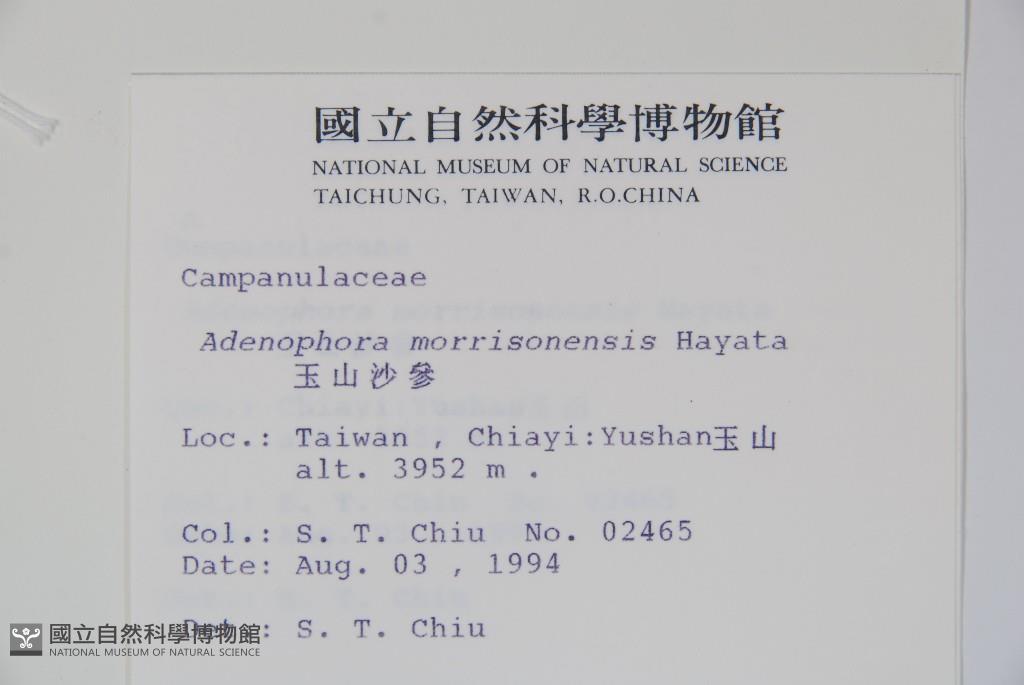 國立自然科學博物館
NATIONAL MUSEUM OF NATURAL SCIENCE
TAICHUNG, TAIWAN, R.O.CHINA
Campanulaceae
Adenophora morrisonensis Hayata
玉山沙參
Loc.: Taiwan , Chiayi:Yushan玉山
alt. 3952 m .
Col.: S. T. Chiu No. 02465
Date: Aug. 03 , 1994
Det.: S. T. Chiu
國立自然科學博物館
NATIONAL MUSEUM OF NATURAL SCIENCE